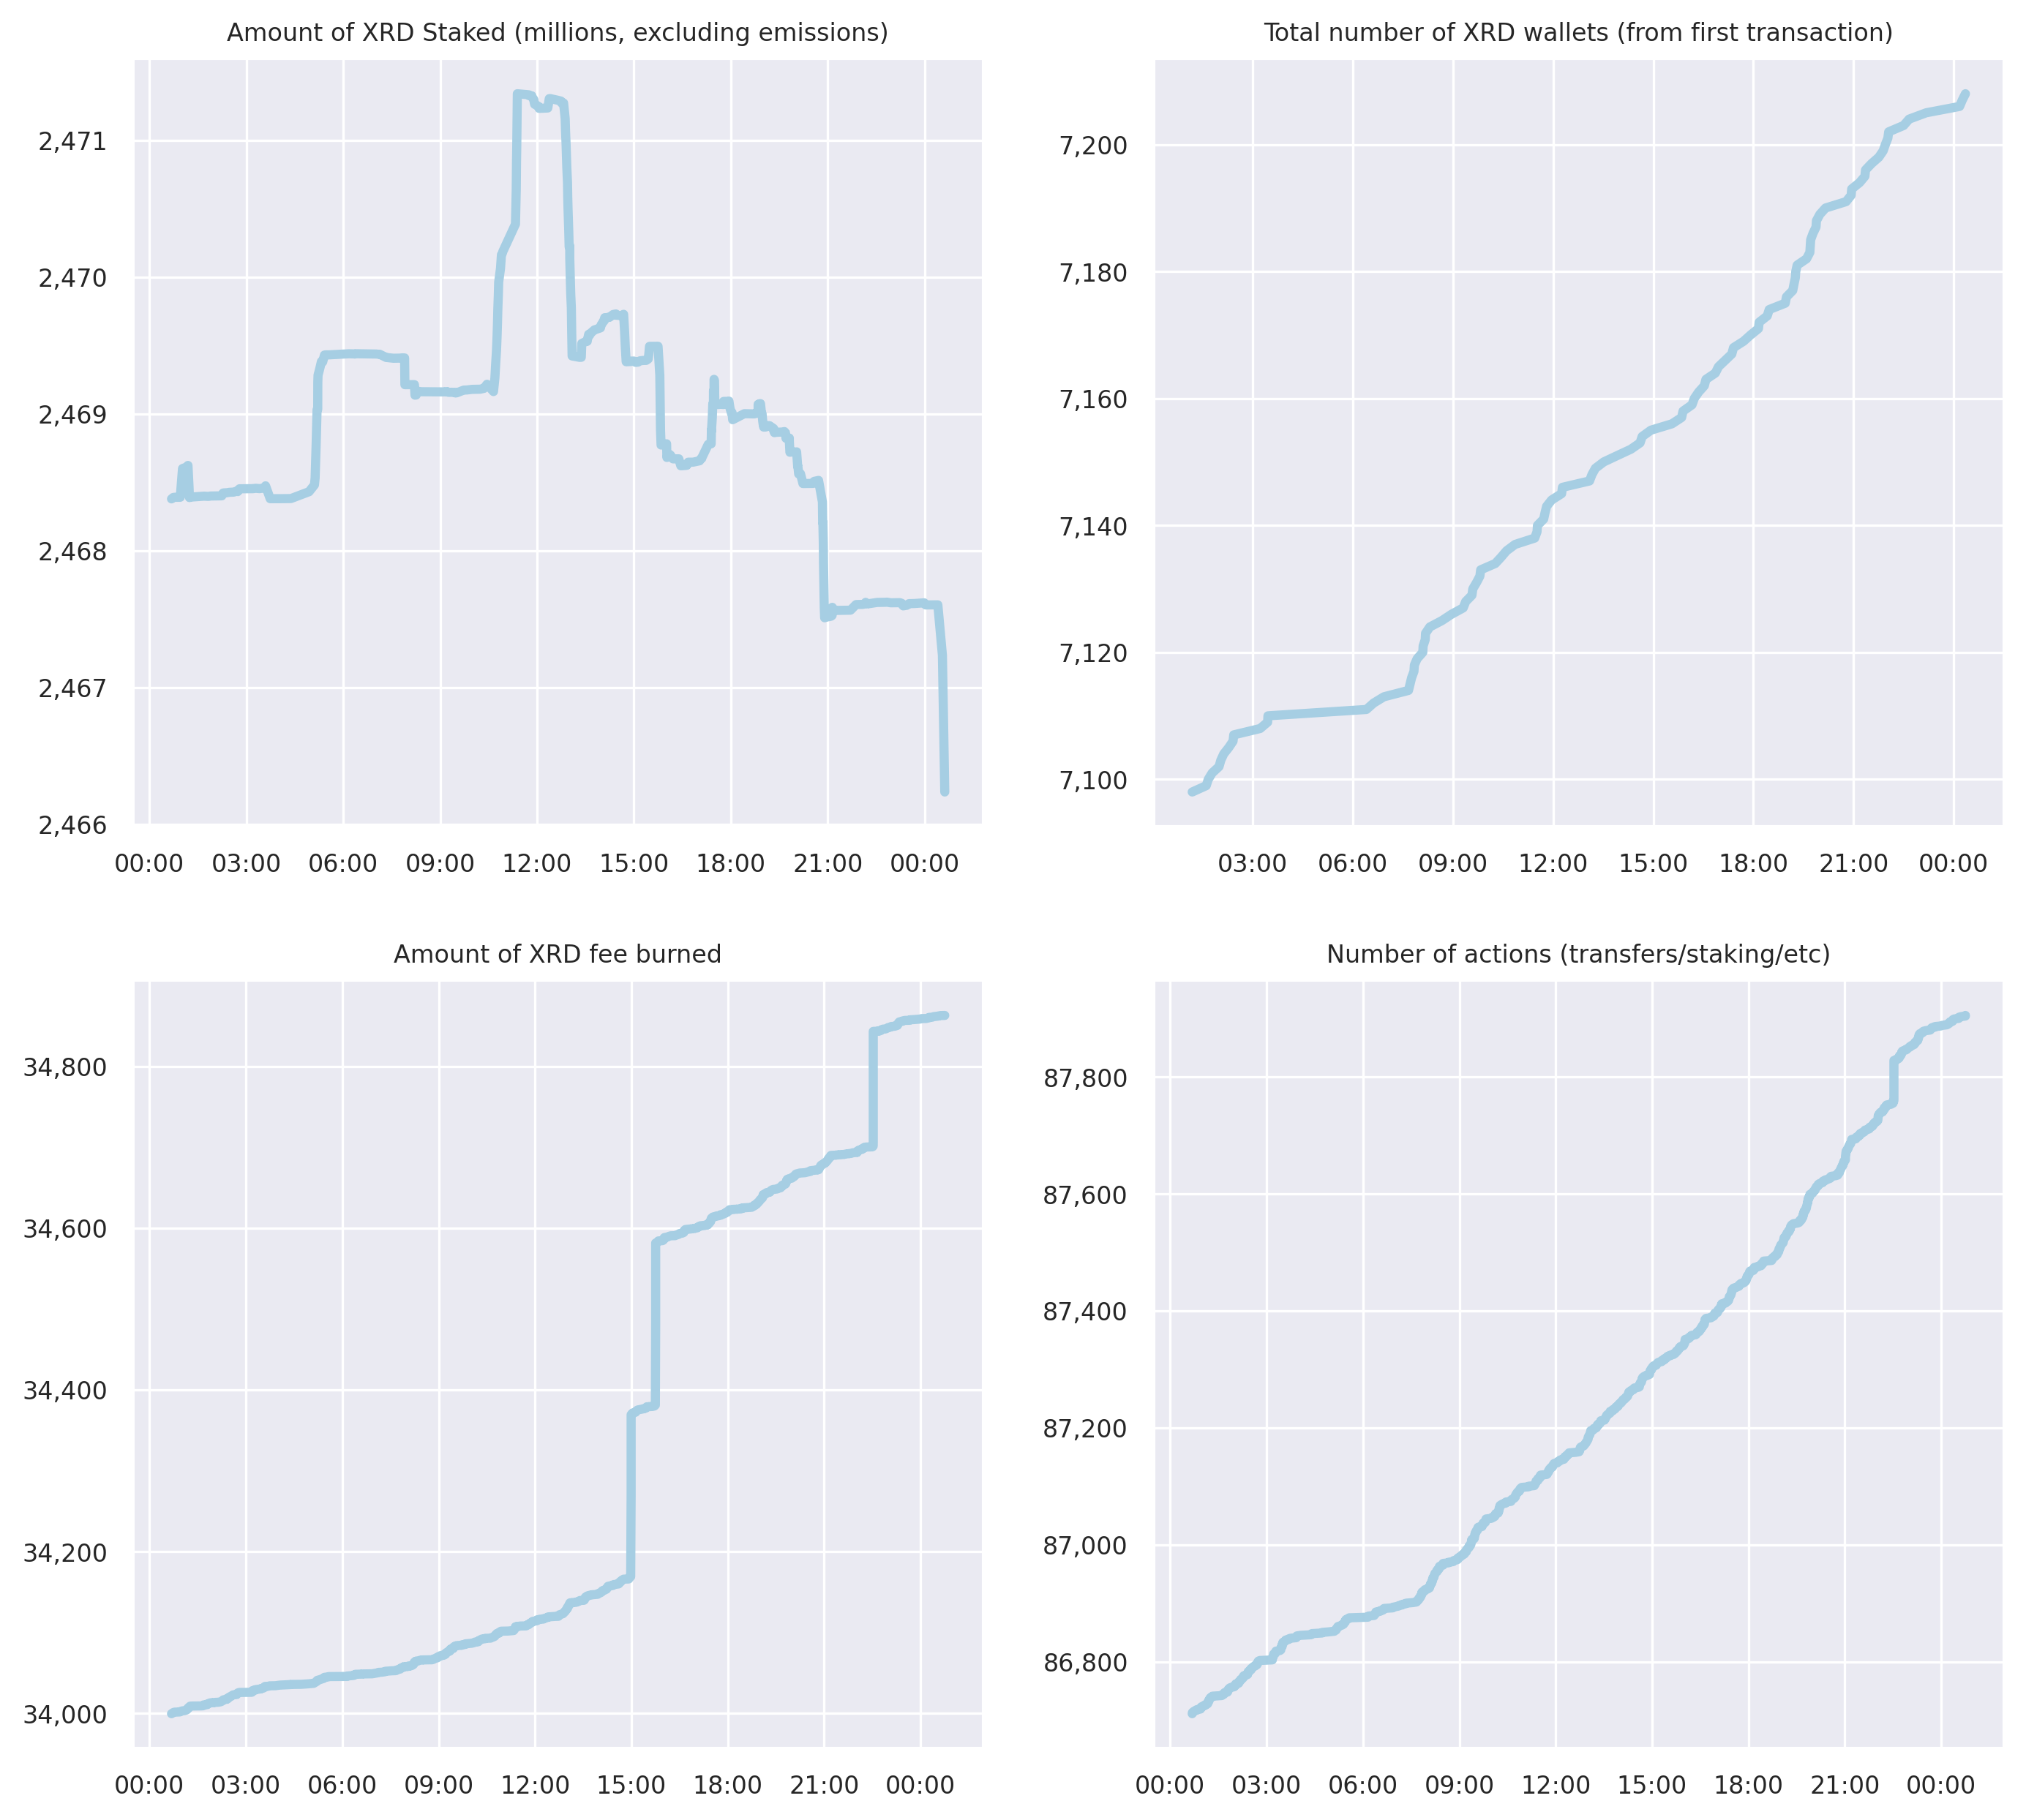 Amount of XRD Staked (millions, excluding emissions)
2,471
2,470
2,469
2,468
2,467
2,466
00:00 03:00 06:00 09:00 12:00 15:00 18:00 21:00 00:00
Total number of XRD wallets (from first transaction)
7,200
7,180
7,160
7,140
7,120
7,100
03:00 06:00 09:00 12:00 15:00 18:00 21:00 00:00
Amount of XRD fee burned
34,800
34,600
34,400
34,200
34,000
00:00 03:00 06:00 09:00 12:00 15:00 18:00 21:00 00:00
Number of actions (transfers/staking/etc)
87,800
87,600
87,400
87,200
87,000
86,800
00:00 03:00 06:00 09:00 12:00 15:00 18:00 21:00 00:00